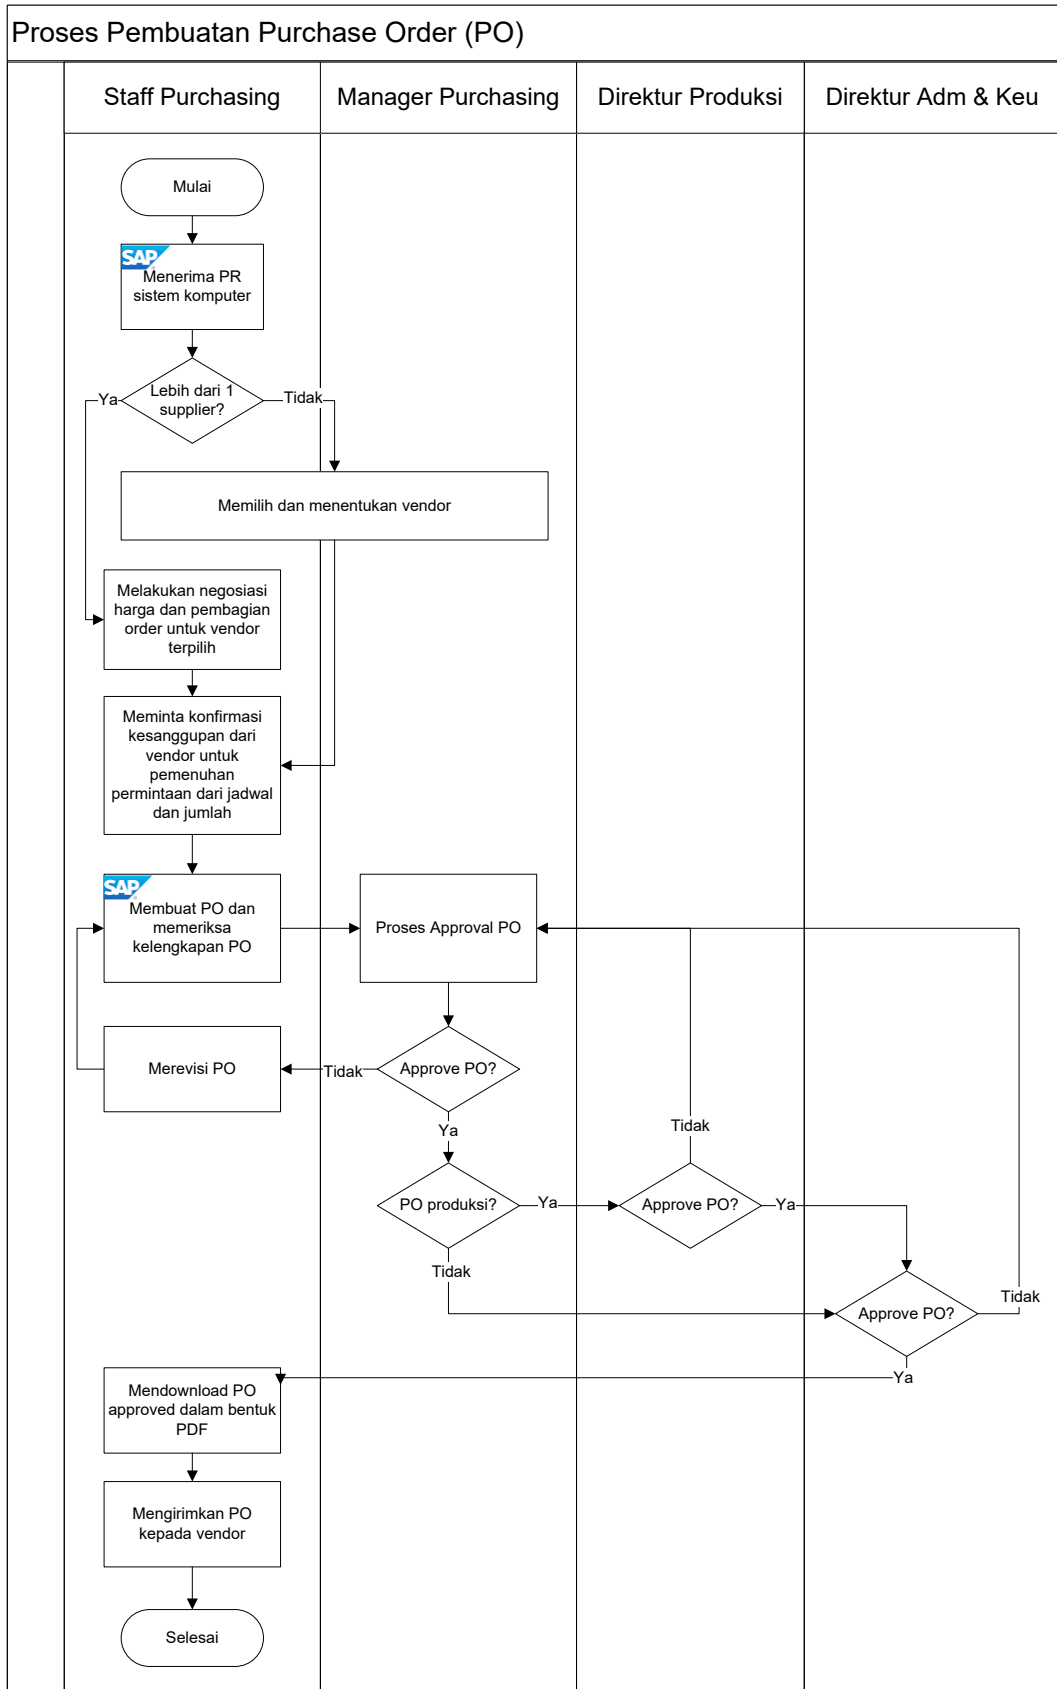 Proses Pembuatan Purchase Order (PO)
Staff Purchasing
Manager Purchasing
Direktur Produksi
Direktur Adm & Keu
Mulai
SAP
Menerima PR
sistem komputer
Lebih dari 1
supplier?
Ya
Tidak
Memilih dan menentukan vendor
Melakukan negosiasi
harga dan pembagian
order untuk vendor
terpilih
Meminta konfirmasi
kesanggupan dari
vendor untuk
pemenuhan
permintaan dari jadwal
dan jumlah
SAP
Membuat PO dan
memeriksa
kelengkapan PO
Proses Approval PO
Merevisi PO
Tidak
Approve PO?
Ya
Tidak
PO produksi?
Ya
Approve PO?
Ya
Tidak
Approve PO?
Tidak
Ya
Mendownload PO
approved dalam bentuk
PDF
Mengirimkan PO
kepada vendor
Selesai